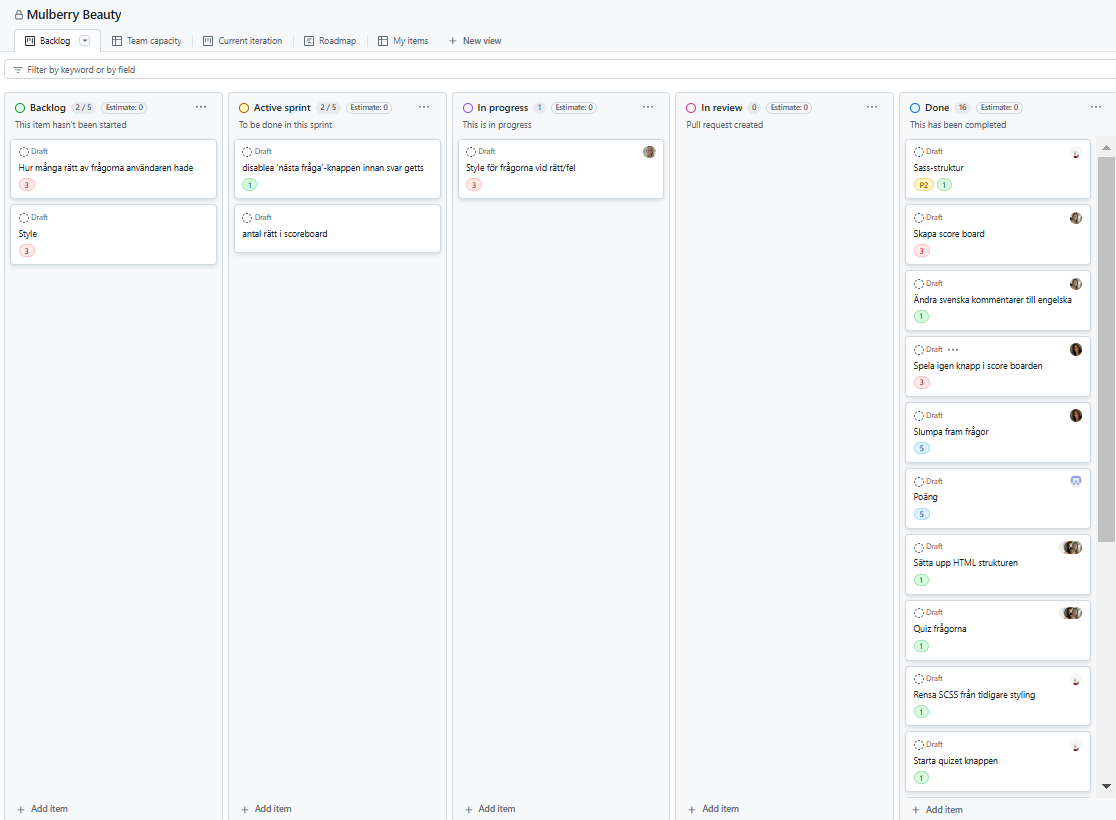 Mulberry Beauty
Backlog
Team capacity
Current iteration
Roadmap
My items
+ New view
Filter by keyword or by field
Backlog 2 / 5 Estimate: 0 ...
This item hasn't been started
Draft
Hur många rätt av frågorna användaren hade
3
Draft
Style
3
+ Add item
Active sprint 2 / 5 Estimate: 0 ...
To be done in this sprint
Draft
disablea 'nästa fråga'-knappen innan svar getts
1
Draft
antal rätt i scoreboard
+ Add item
In progress 1 Estimate: 0 ...
This is in progress
Draft
Style för frågorna vid rätt/fel
3
+ Add item
In review 0 Estimate: 0 ...
Pull request created
+ Add item
Done 16 Estimate: 0 ...
This has been completed
Draft
Sass-struktur
P2 1
Draft
Skapa score board
3
Draft
Ändra svenska kommentarer till engelska
1
Draft ...
Spela igen knapp i score boarden
3
Draft
Slumpa fram frågor
5
Draft
Poäng
5
Draft
Sätta upp HTML strukturen
1
Draft
Quiz frågorna
1
Draft
Rensa SCSS från tidigare styling
1
Draft
Starta quizet knappen
1
+ Add item